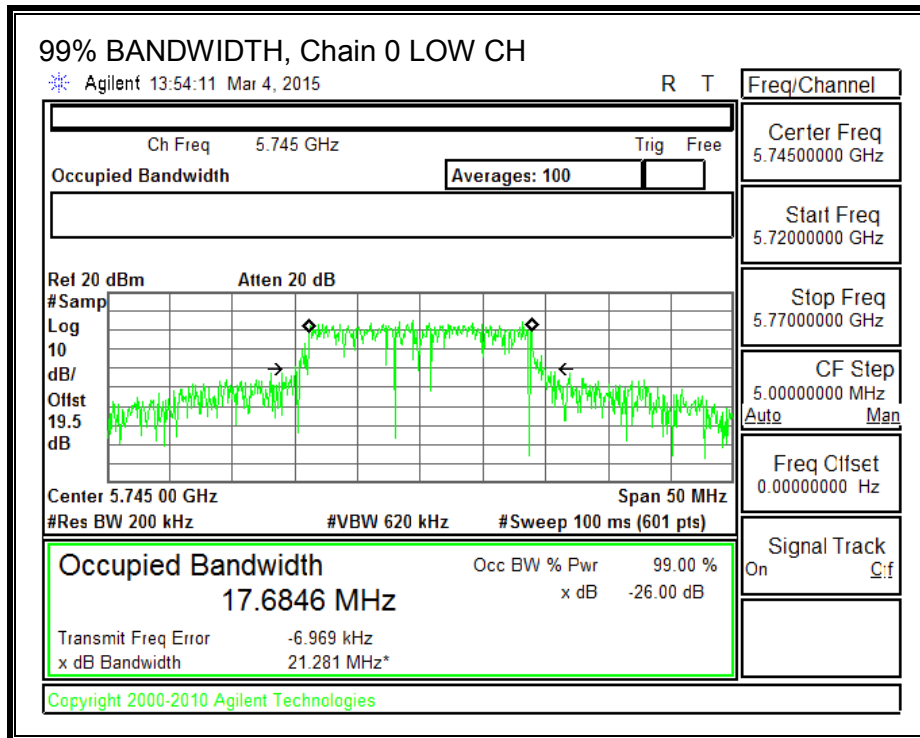 99% BANDWIDTH, Chain 0 LOW CH
Agilent 13:54:11 Mar 4, 2015 R T
Ch Freq 5.745 GHz Trig Free
Occupied Bandwidth Averages: 100
Ref 20 dBm Atten 20 dB
#Samp
Log
10
dB/
Offst
19.5
dB
Center 5.745 00 GHz Span 50 MHz
#Res BW 200 kHz #VBW 620 kHz #Sweep 100 ms (601 pts)
Occupied Bandwidth Occ BW % Pwr 99.00 %
17.6846 MHz x dB -26.00 dB
Transmit Freq Error -6.969 kHz
x dB Bandwidth 21.281 MHz*
Copyright 2000-2010 Agilent Technologies
Freq/Channel
Center Freq
5.74500000 GHz
Start Freq
5.72000000 GHz
Stop Freq
5.77000000 GHz
CF Step
5.00000000 MHz
Auto Man
Freq Offset
0.00000000 Hz
Signal Track
On Off